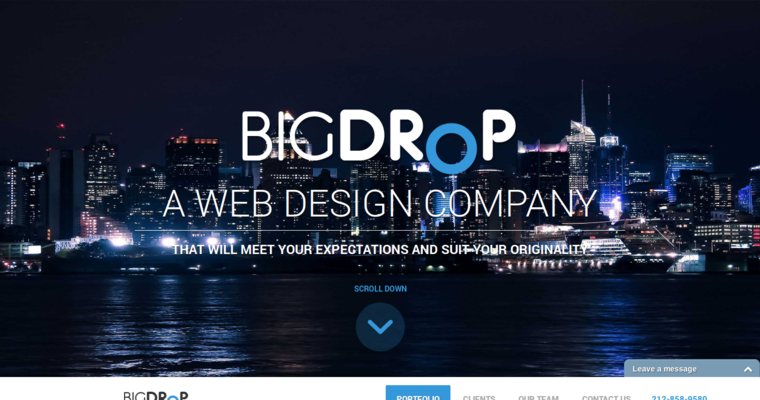 BIGDROP
A WEB DESIGN COMPANY
THAT WILL MEET YOUR EXPECTATIONS AND SUIT YOUR ORIGINALITY
SCROLL DOWN
Leave a message
BIGDROP
PORTFOLIO CLIENTS OUR TEAM CONTACT US 212-858-9580